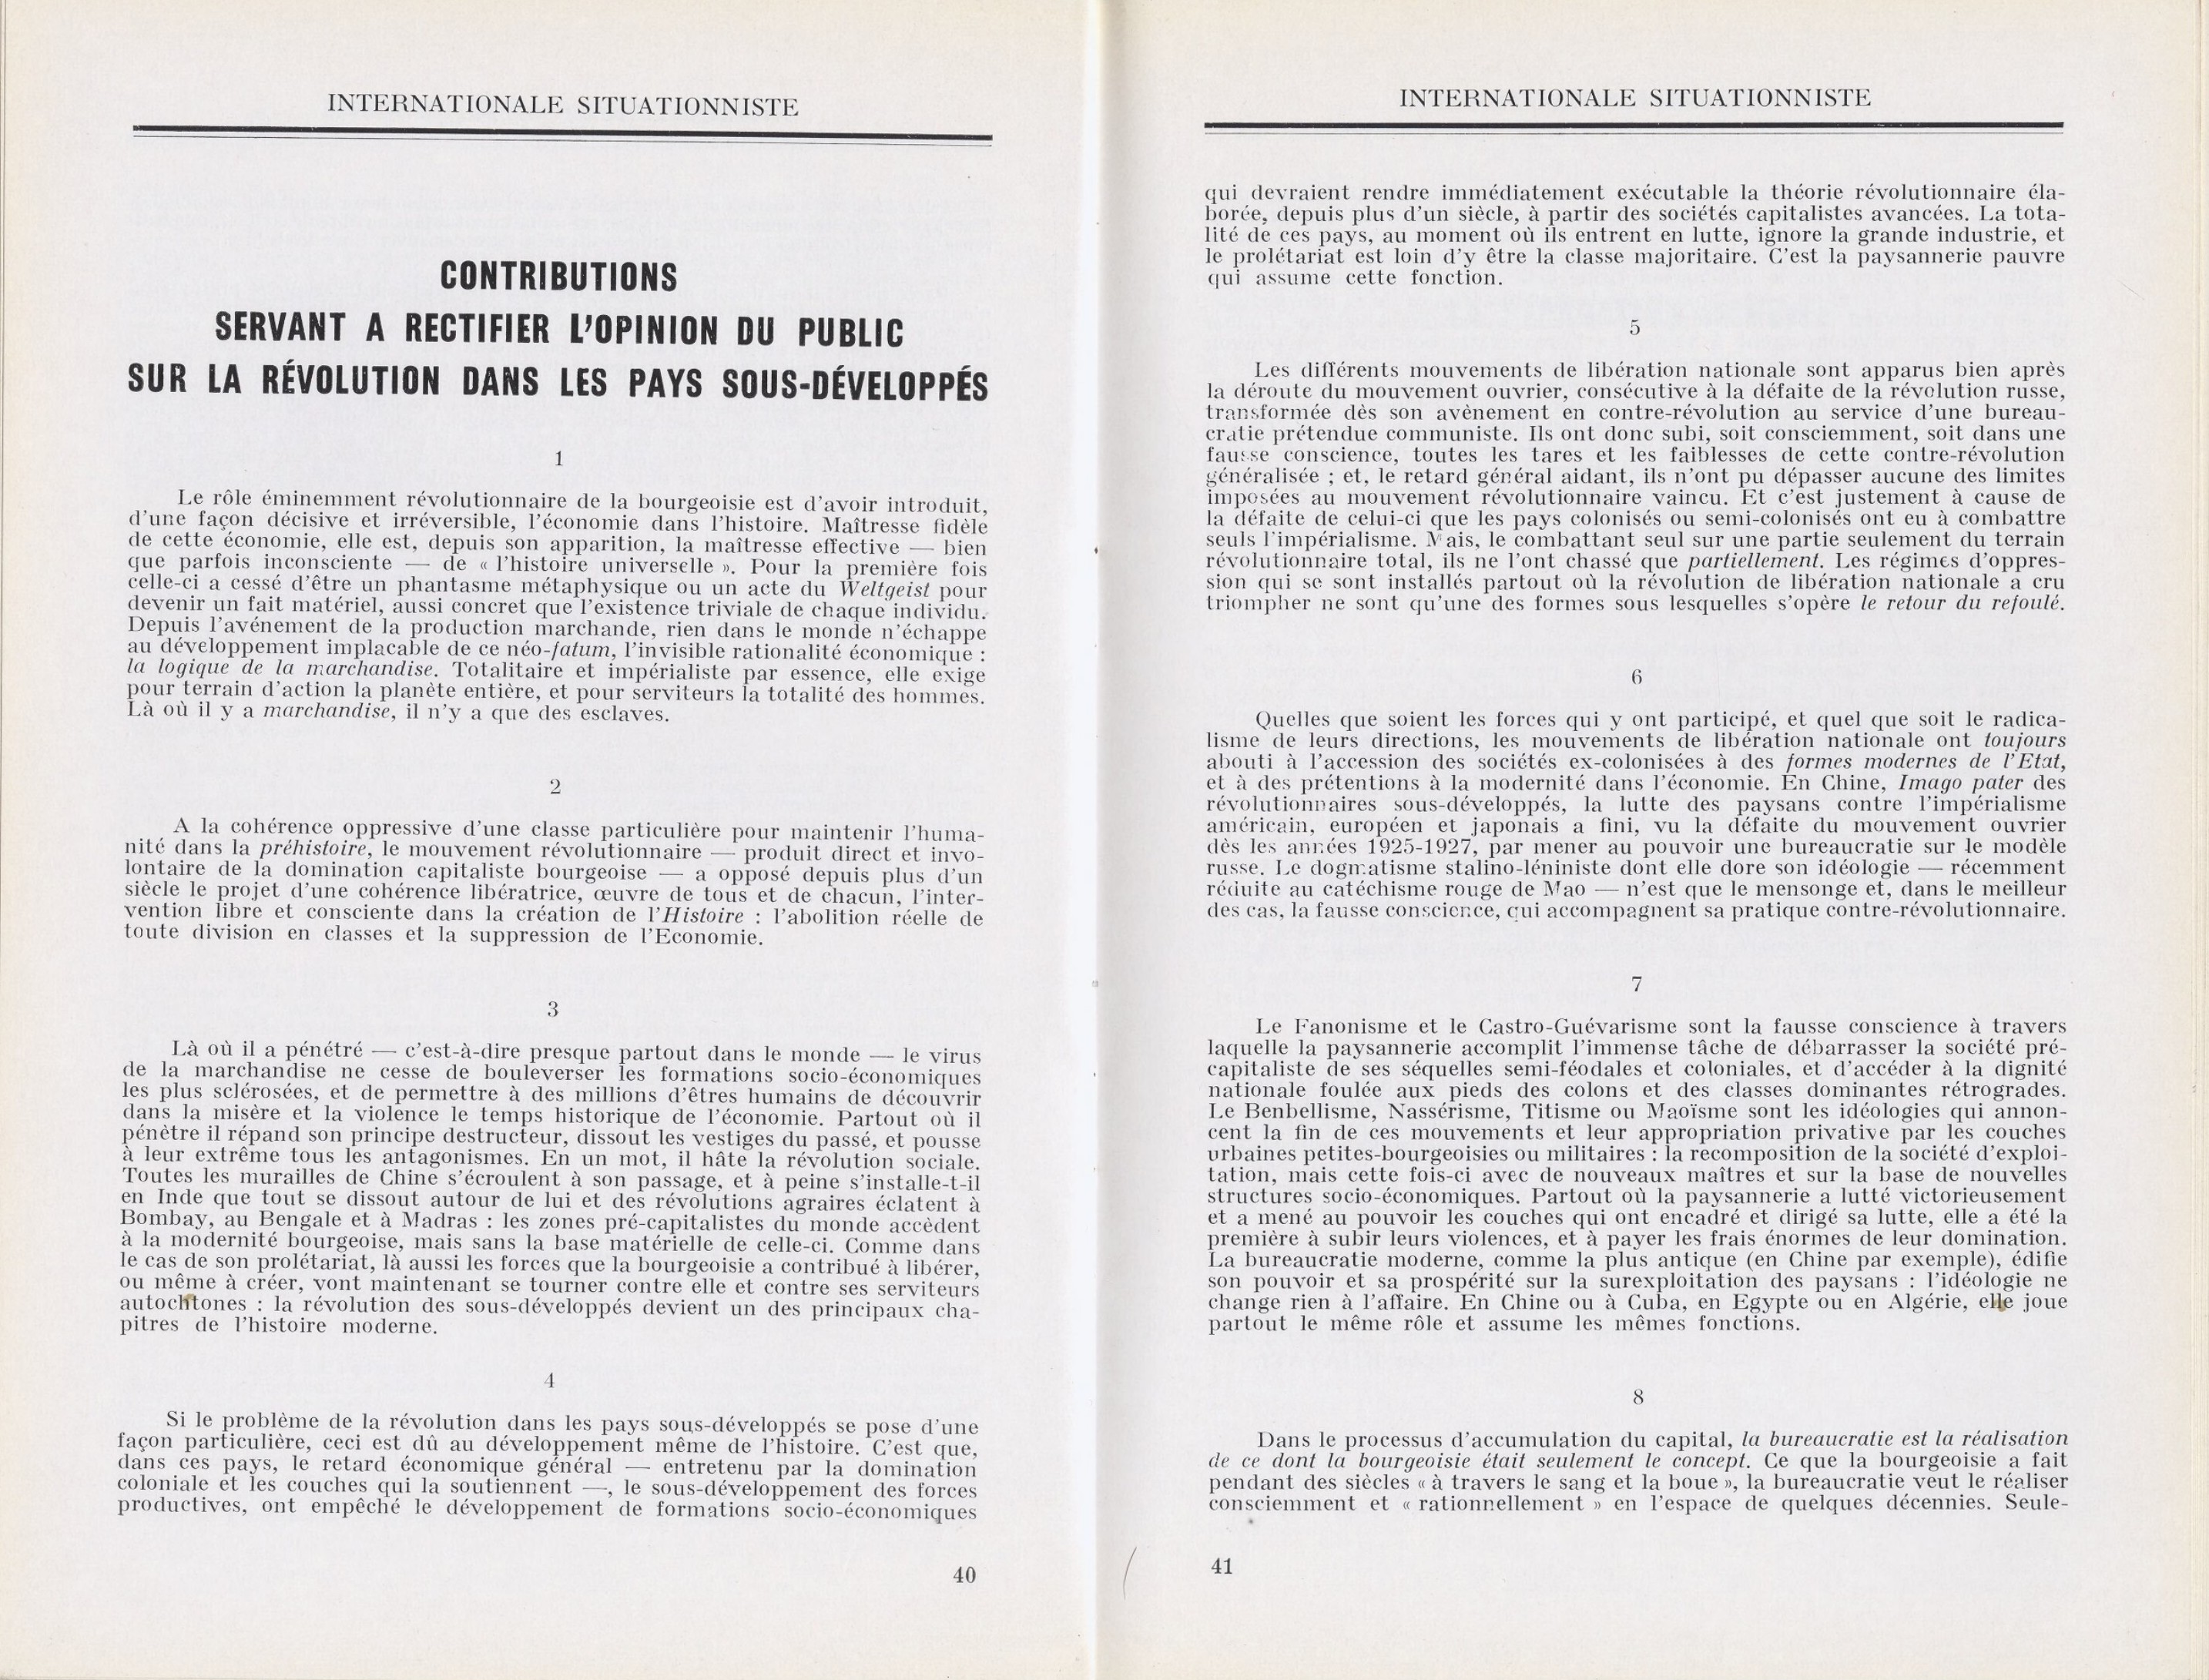 INTERNATIONALE SITUATIONNISTE
CONTRIBUTIONS
SERVANT A RECTIFIER L'OPINION DU PUBLIC
SUR LA RÉVOLUTION DANS LES PAYS SOUS-DÉVELOPPÉS
1
Le rôle éminemment révolutionnaire de la bourgeoisie est d'avoir introduit,
d'une façon décisive et irréversible, l'économie dans l'histoire. Maîtresse fidèle
de cette économie, elle est, depuis son apparition, la maîtresse effective — bien
que parfois inconsciente — de « l'histoire universelle ». Pour la première fois
celle-ci a cessé d'être un phantasme métaphysique ou un acte du Weltgeist pour
devenir un fait matériel, aussi concret que l'existence triviale de chaque individu.
Depuis l'avénement de la production marchande, rien dans le monde n'échappe
au développement implacable de ce néo-fatum, l'invisible rationalité économique :
la logique de la marchandise. Totalitaire et impérialiste par essence, elle exige
pour terrain d'action la planète entière, et pour serviteurs la totalité des hommes.
Là où il y a marchandise, il n'y a que des esclaves.
2
A la cohérence oppressive d'une classe particulière pour maintenir l'huma-
nité dans la préhistoire, le mouvement révolutionnaire — produit direct et invo-
lontaire de la domination capitaliste bourgeoise — a opposé depuis plus d'un
siècle le projet d'une cohérence libératrice, œuvre de tous et de chacun, l'inter-
vention libre et consciente dans la création de l'Histoire : l'abolition réelle de
toute division en classes et la suppression de l'Economie.
3
Là où il a pénétré — c'est-à-dire presque partout dans le monde — le virus
de la marchandise ne cesse de bouleverser les formations socio-économiques
les plus sclérosées, et de permettre à des millions d'êtres humains de découvrir
dans la misère et la violence le temps historique de l'économie. Partout où il
pénètre il répand son principe destructeur, dissout les vestiges du passé, et pousse
à leur extrême tous les antagonismes. En un mot, il hâte la révolution sociale.
Toutes les murailles de Chine s'écroulent à son passage, et à peine s'installe-t-il
en Inde que tout se dissout autour de lui et des révolutions agraires éclatent à
Bombay, au Bengale et à Madras : les zones pré-capitalistes du monde accèdent
à la modernité bourgeoise, mais sans la base matérielle de celle-ci. Comme dans
le cas de son prolétariat, là aussi les forces que la bourgeoisie a contribué à libérer,
ou même à créer, vont maintenant se tourner contre elle et contre ses serviteurs
autochtones : la révolution des sous-développés devient un des principaux cha-
pitres de l'histoire moderne.
4
Si le problème de la révolution dans les pays sous-développés se pose d'une
façon particulière, ceci est dû au développement même de l'histoire. C'est que,
dans ces pays, le retard économique général — entretenu par la domination
coloniale et les couches qui la soutiennent —, le sous-développement des forces
productives, ont empêché le développement de formations socio-économiques
40
INTERNATIONALE SITUATIONNISTE
qui devraient rendre immédiatement exécutable la théorie révolutionnaire éla-
borée, depuis plus d'un siècle, à partir des sociétés capitalistes avancées. La tota-
lité de ces pays, au moment où ils entrent en lutte, ignore la grande industrie, et
le prolétariat est loin d'y être la classe majoritaire. C'est la paysannerie pauvre
qui assume cette fonction.
5
Les différents mouvements de libération nationale sont apparus bien après
la déroute du mouvement ouvrier, consécutive à la défaite de la révolution russe,
transformée dès son avènement en contre-révolution au service d'une bureau-
cratie prétendue communiste. Ils ont donc subi, soit consciemment, soit dans une
fausse conscience, toutes les tares et les faiblesses de cette contre-révolution
généralisée ; et, le retard général aidant, ils n'ont pu dépasser aucune des limites
imposées au mouvement révolutionnaire vaincu. Et c'est justement à cause de
la défaite de celui-ci que les pays colonisés ou semi-colonisés ont eu à combattre
seuls l'impérialisme. Mais, le combattant seul sur une partie seulement du terrain
révolutionnaire total, ils ne l'ont chassé que partiellement. Les régimes d'oppres-
sion qui se sont installés partout où la révolution de libération nationale a cru
triompher ne sont qu'une des formes sous lesquelles s'opère le retour du refoulé.
6
Quelles que soient les forces qui y ont participé, et quel que soit le radica-
lisme de leurs directions, les mouvements de libération nationale ont toujours
abouti à l'accession des sociétés ex-colonisées à des formes modernes de l'Etat,
et à des prétentions à la modernité dans l'économie. En Chine, Imago pater des
révolutionnaires sous-développés, la lutte des paysans contre l'impérialisme
américain, européen et japonais a fini, vu la défaite du mouvement ouvrier
dès les années 1925-1927, par mener au pouvoir une bureaucratie sur le modèle
russe. Le dogmatisme stalino-léniniste dont elle dore son idéologie — récemment
réduite au catéchisme rouge de Mao — n'est que le mensonge et, dans le meilleur
des cas, la fausse conscience, qui accompagnent sa pratique contre-révolutionnaire.
7
Le Fanonisme et le Castro-Guévarisme sont la fausse conscience à travers
laquelle la paysannerie accomplit l'immense tâche de débarrasser la société pré-
capitaliste de ses séquelles semi-féodales et coloniales, et d'accéder à la dignité
nationale foulée aux pieds des colons et des classes dominantes rétrogrades.
Le Benbellisme, Nassérisme, Titisme ou Maoïsme sont les idéologies qui annon-
cent la fin de ces mouvements et leur appropriation privative par les couches
urbaines petites-bourgeoisies ou militaires : la recomposition de la société d'exploi-
tation, mais cette fois-ci avec de nouveaux maîtres et sur la base de nouvelles
structures socio-économiques. Partout où la paysannerie a lutté victorieusement
et a mené au pouvoir les couches qui ont encadré et dirigé sa lutte, elle a été la
première à subir leurs violences, et à payer les frais énormes de leur domination.
La bureaucratie moderne, comme la plus antique (en Chine par exemple), édifie
son pouvoir et sa prospérité sur la surexploitation des paysans : l'idéologie ne
change rien à l'affaire. En Chine ou à Cuba, en Egypte ou en Algérie, elle joue
partout le même rôle et assume les mêmes fonctions.
8
Dans le processus d'accumulation du capital, la bureaucratie est la réalisation
de ce dont la bourgeoisie était seulement le concept. Ce que la bourgeoisie a fait
pendant des siècles « à travers le sang et la boue », la bureaucratie veut le réaliser
consciemment et « rationnellement » en l'espace de quelques décennies. Seule-
41